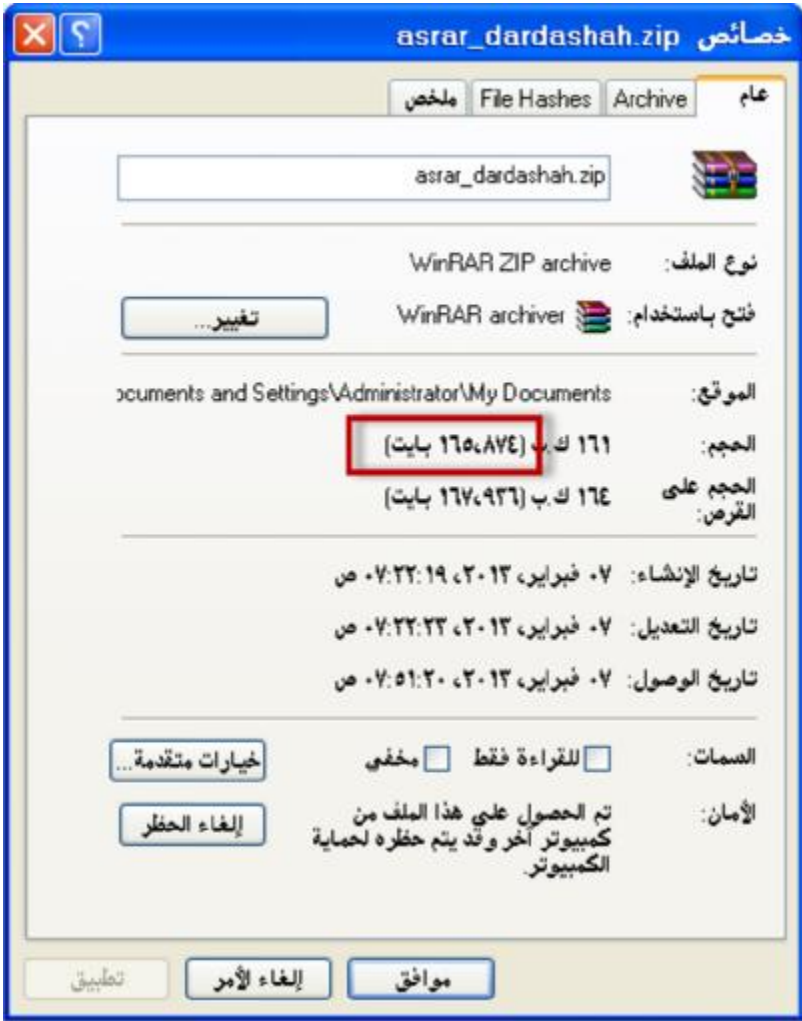 خصائص asrar_dardashah.zip
عام
Archive
File Hashes
ملخص
asrar_dardashah.zip
نوع الملف: WinRAR ZIP archive
فتح باستخدام: WinRAR archiver
تغيير...
الموقع: ocuments and Settings\Administrator\My Documents
الحجم: ١٦١ ك.ب (١٦٥،٨٧٤ بايت)
الحجم على القرص: ١٦٤ ك.ب (١٦٧،٩٣٦ بايت)
تاريخ الإنشاء: ٠٧ فبراير، ٢٠١٣، ٠٧:٢٢:١٩ ص
تاريخ التعديل: ٠٧ فبراير، ٢٠١٣، ٠٧:٢٢:٢٣ ص
تاريخ الوصول: ٠٧ فبراير، ٢٠١٣، ٠٧:٥١:٢٠ ص
السمات: للقراءة فقط مخفي
خيارات متقدمة...
الأمان: تم الحصول على هذا الملف من
كمبيوتر آخر وقد يتم حظره لحماية
الكمبيوتر.
إلغاء الحظر
موافق
إلغاء الأمر
تطبيق